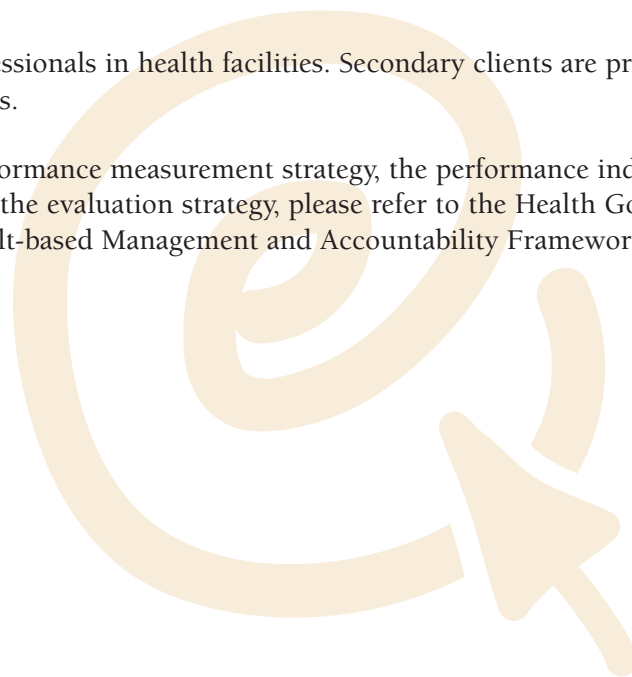 essionals in health facilities. Secondary clients are pr
s.
ormance measurement strategy, the performance ind
the evaluation strategy, please refer to the Health Go
lt-based Management and Accountability Framewor